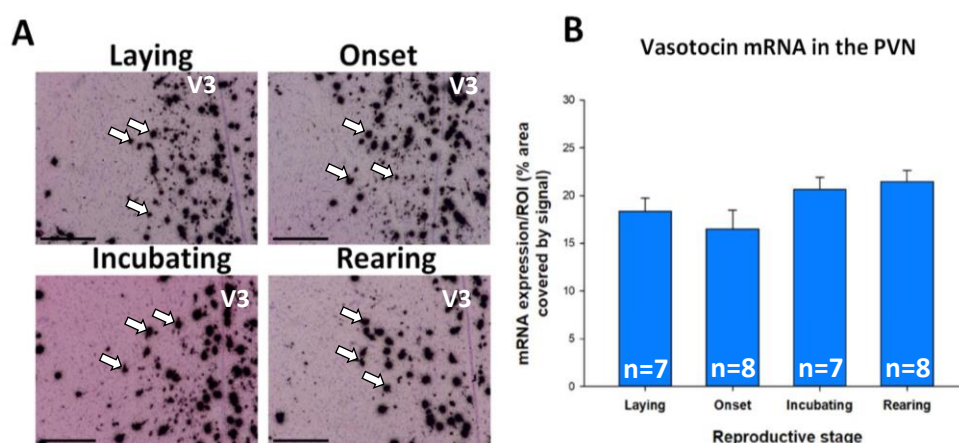 A
Laying
V3
Onset
V3
Incubating
V3
Rearing
V3
B
Vasotocin mRNA in the PVN
mRNA expression/ROI (% area
covered by signal)
30
25
20
15
10
5
0
n=7
n=8
n=7
n=8
Laying
Onset
Incubating
Rearing
Reproductive stage